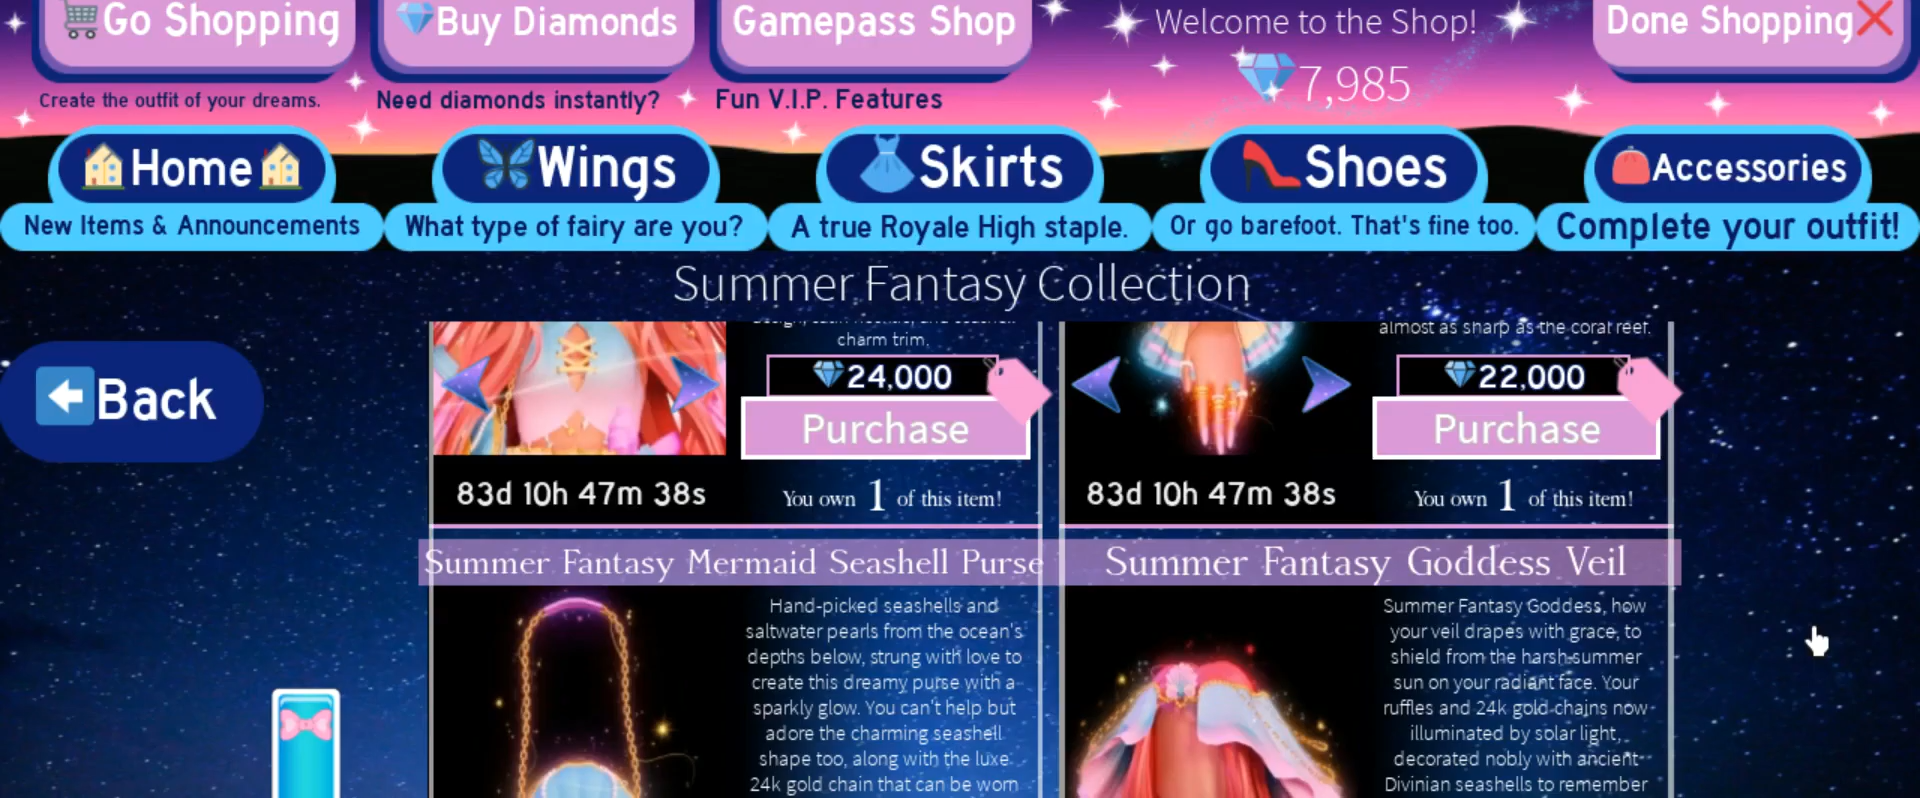 Go Shopping
Buy Diamonds
Gamepass Shop
Welcome to the Shop!
Done Shopping
7,985
Create the outfit of your dreams.
Need diamonds instantly?
Fun V.I.P. Features
Home
Wings
Skirts
Shoes
Accessories
New Items & Announcements
What type of fairy are you?
A true Royale High staple.
Or go barefoot. That's fine too.
Complete your outfit!
Summer Fantasy Collection
Back
charm trim.
24,000
Purchase
83d 10h 47m 38s
You own 1 of this item!
almost as sharp as the coral reef.
22,000
Purchase
83d 10h 47m 38s
You own 1 of this item!
Summer Fantasy Mermaid Seashell Purse
Hand-picked seashells and
saltwater pearls from the ocean's
depths below, strung with love to
create this dreamy purse with a
sparkly glow. You can't help but
adore the charming seashell
shape too, along with the luxe
24k gold chain that can be worn
Summer Fantasy Goddess Veil
Summer Fantasy Goddess, how
your veil drapes with grace, to
shield from the harsh summer
sun on your radiant face. Your
ruffles and 24k gold chains now
illuminated by solar light,
decorated nobly with ancient
Divinian seashells to remember